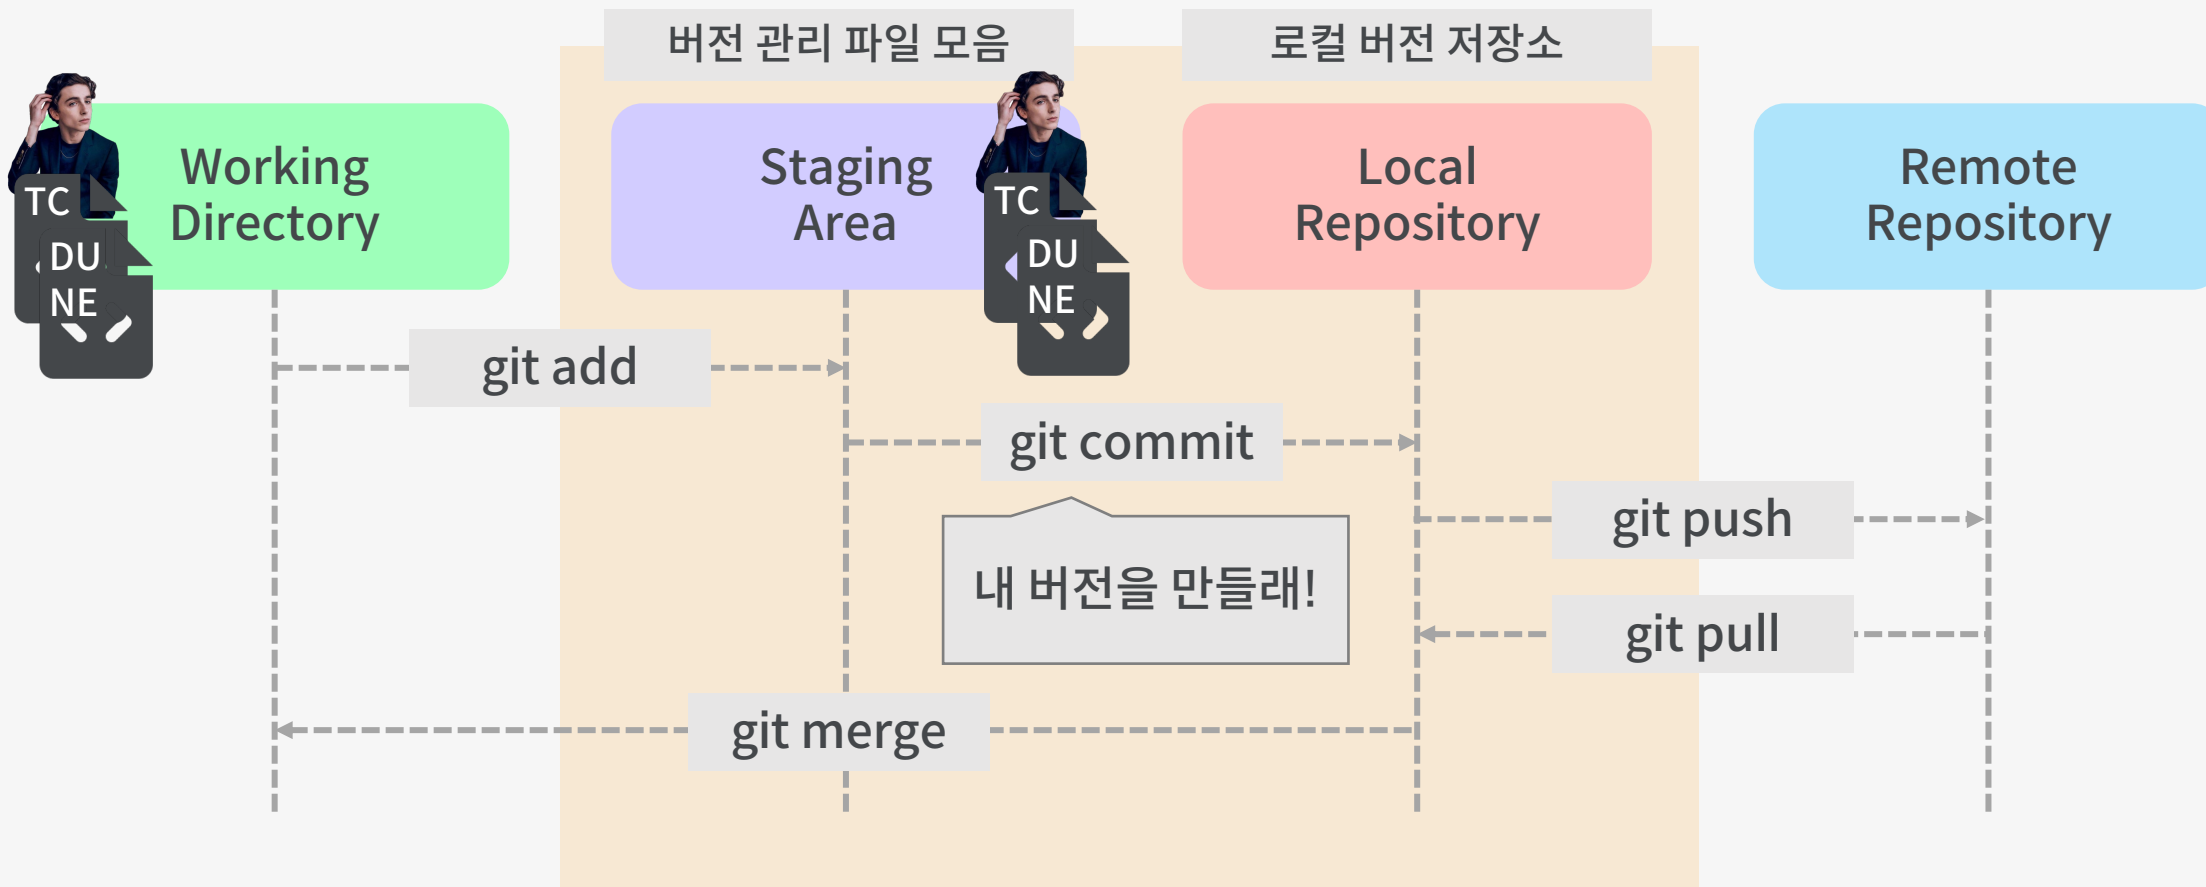 버전 관리 파일 모음
로컬 버전 저장소
TC
DU
NE
Working
Directory
Staging
Area
TC
DU
NE
Local
Repository
Remote
Repository
git add
git commit
git push
내 버전을 만들래!
git pull
git merge